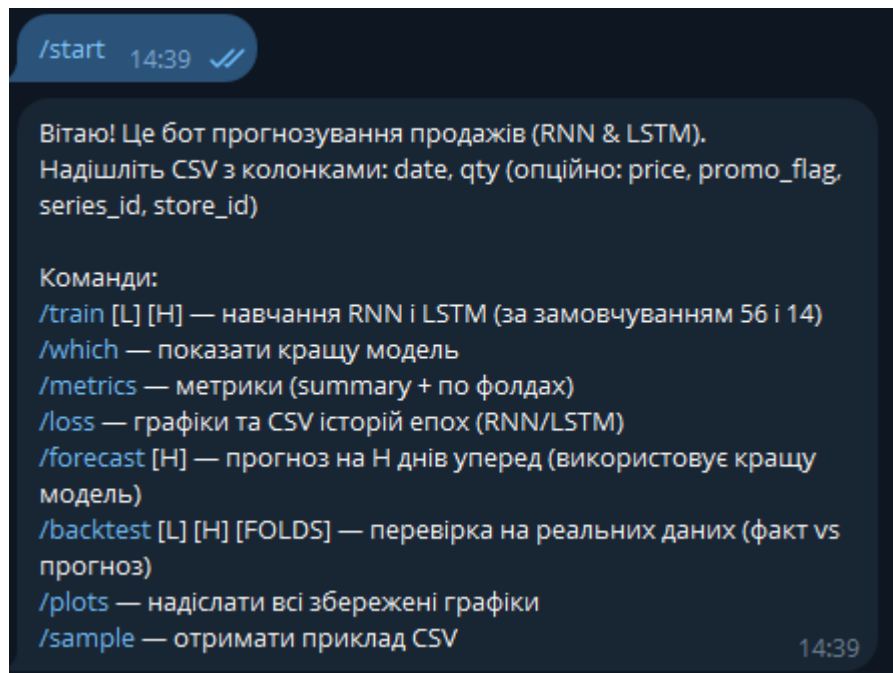 /start 14:39
Вітаю! Це бот прогнозування продажів (RNN & LSTM).
Надішліть CSV з колонками: date, qty (опційно: price, promo_flag,
series_id, store_id)
Команди:
/train [L] [H] — навчання RNN і LSTM (за замовчуванням 56 і 14)
/which — показати кращу модель
/metrics — метрики (summary + по фолдах)
/loss — графіки та CSV історій епох (RNN/LSTM)
/forecast [H] — прогноз на H днів уперед (використовує кращу
модель)
/backtest [L] [H] [FOLDS] — перевірка на реальних даних (факт vs
прогноз)
/plots — надіслати всі збережені графіки
/sample — отримати приклад CSV
14:39